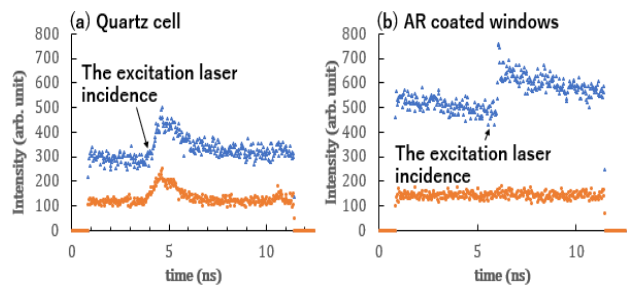 (a) Quartz cell
800
700
600
500
400
300
200
100
0
Intensity (arb. unit)
The excitation laser
incidence
0
5
10
time (ns)
(b) AR coated windows
800
700
600
500
400
300
200
100
0
Intensity (arb. unit)
The excitation laser
incidence
0
5
10
time (ns)